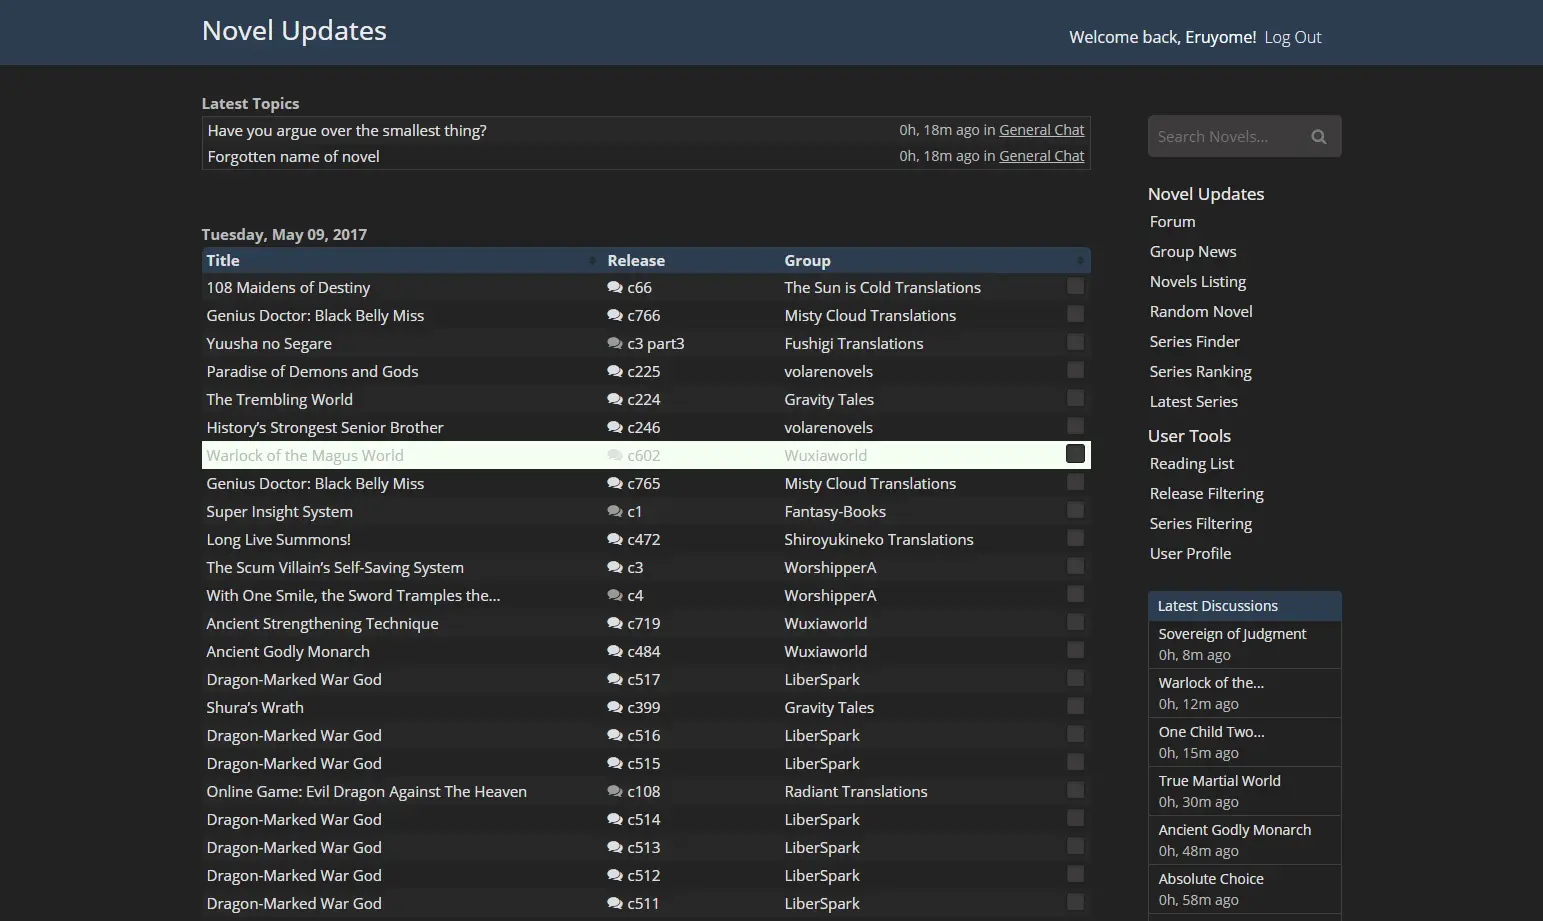 Novel Updates
Welcome back, Eruyome! Log Out
Latest Topics
Have you argue over the smallest thing? 0h, 18m ago in General Chat
Forgotten name of novel 0h, 18m ago in General Chat
Search Novels...
Tuesday, May 09, 2017
Title Release Group
108 Maidens of Destiny c66 The Sun is Cold Translations
Genius Doctor: Black Belly Miss c766 Misty Cloud Translations
Yuusha no Segare c3 part3 Fushigi Translations
Paradise of Demons and Gods c225 volarenovels
The Trembling World c224 Gravity Tales
History's Strongest Senior Brother c246 volarenovels
Warlock of the Magus World c602 Wuxiaworld
Genius Doctor: Black Belly Miss c765 Misty Cloud Translations
Super Insight System c1 Fantasy-Books
Long Live Summons! c472 Shiroyukineko Translations
The Scum Villain's Self-Saving System c3 WorshipperA
With One Smile, the Sword Tramples the... c4 WorshipperA
Ancient Strengthening Technique c719 Wuxiaworld
Ancient Godly Monarch c484 Wuxiaworld
Dragon-Marked War God c517 LiberSpark
Shura's Wrath c399 Gravity Tales
Dragon-Marked War God c516 LiberSpark
Dragon-Marked War God c515 LiberSpark
Online Game: Evil Dragon Against The Heaven c108 Radiant Translations
Dragon-Marked War God c514 LiberSpark
Dragon-Marked War God c513 LiberSpark
Dragon-Marked War God c512 LiberSpark
Dragon-Marked War God c511 LiberSpark
Novel Updates
Forum
Group News
Novels Listing
Random Novel
Series Finder
Series Ranking
Latest Series
User Tools
Reading List
Release Filtering
Series Filtering
User Profile
Latest Discussions
Sovereign of Judgment
0h, 8m ago
Warlock of the...
0h, 12m ago
One Child Two...
0h, 15m ago
True Martial World
0h, 30m ago
Ancient Godly Monarch
0h, 48m ago
Absolute Choice
0h, 58m ago